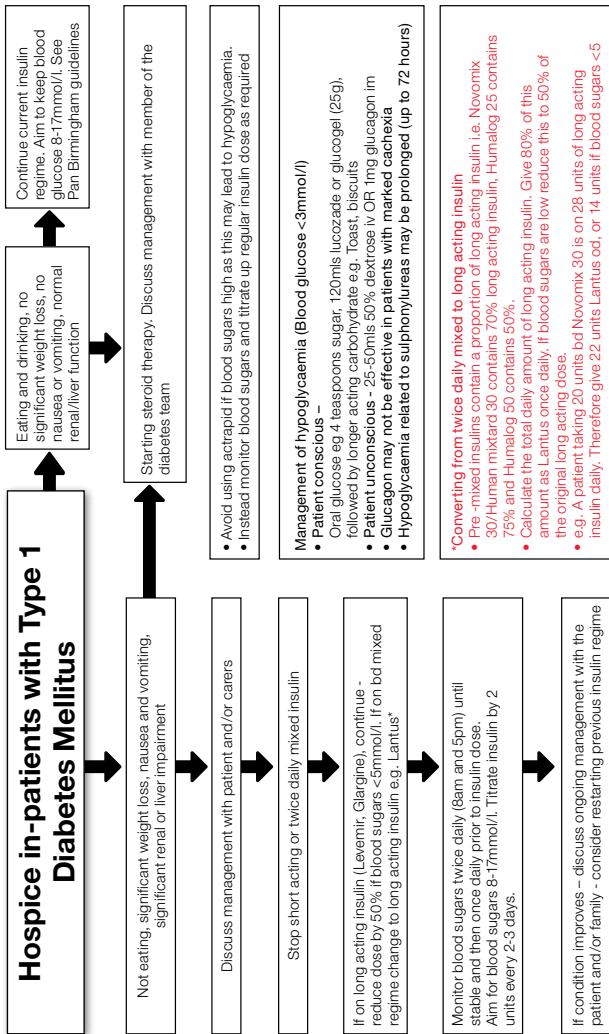 Hospice in-patients with Type 1
Diabetes Mellitus
Eating and drinking, no
significant weight loss, no
nausea or vomiting, normal
renal/liver function
Continue current insulin
regime. Aim to keep blood
glucose 8-17mmol/l. See
Pan Birmingham guidelines
Not eating, significant weight loss, nausea and vomiting,
significant renal or liver impairment
Starting steroid therapy. Discuss management with member of the
diabetes team
Discuss management with patient and/or carers
Stop short acting or twice daily mixed insulin
If on long acting insulin (Levemir, Glargine), continue -
reduce dose by 50% if blood sugars <5mmol/l. If on bd mixed
regime change to long acting insulin e.g. Lantus*
Monitor blood sugars twice daily (8am and 5pm) until
stable and then once daily prior to insulin dose.
Aim for blood sugars 8-17mmol/l. Titrate insulin by 2
units every 2-3 days.
If condition improves – discuss ongoing management with the
patient and/or family - consider restarting previous insulin regime
• Avoid using actrapid if blood sugars high as this may lead to hypoglycaemia.
• Instead monitor blood sugars and titrate up regular insulin dose as required
Management of hypoglycaemia (Blood glucose <3mmol/l)
• Patient conscious –
Oral glucose eg 4 teaspoons sugar, 120mls lucozade or glucogel (25g),
followed by longer acting carbohydrate e.g. Toast, biscuits
• Patient unconscious - 25-50mls 50% dextrose iv OR 1mg glucagon im
• Glucagon may not be effective in patients with marked cachexia
• Hypoglycaemia related to sulphonylureas may be prolonged (up to 72 hours)
*Converting from twice daily mixed to long acting insulin
• Pre -mixed insulins contain a proportion of long acting insulin i.e. Novomix
30/ Human mixtard 30 contains 70% long acting insulin, Humalog 25 contains
75% and Humalog 50 contains 50%.
• Calculate the total daily amount of long acting insulin. Give 80% of this
amount as Lantus once daily. If blood sugars are low reduce this to 50% of
the original long acting dose.
• e.g. A patient taking 20 units bd Novomix 30 is on 28 units of long acting
insulin daily. Therefore give 22 units Lantus od, or 14 units if blood sugars <5